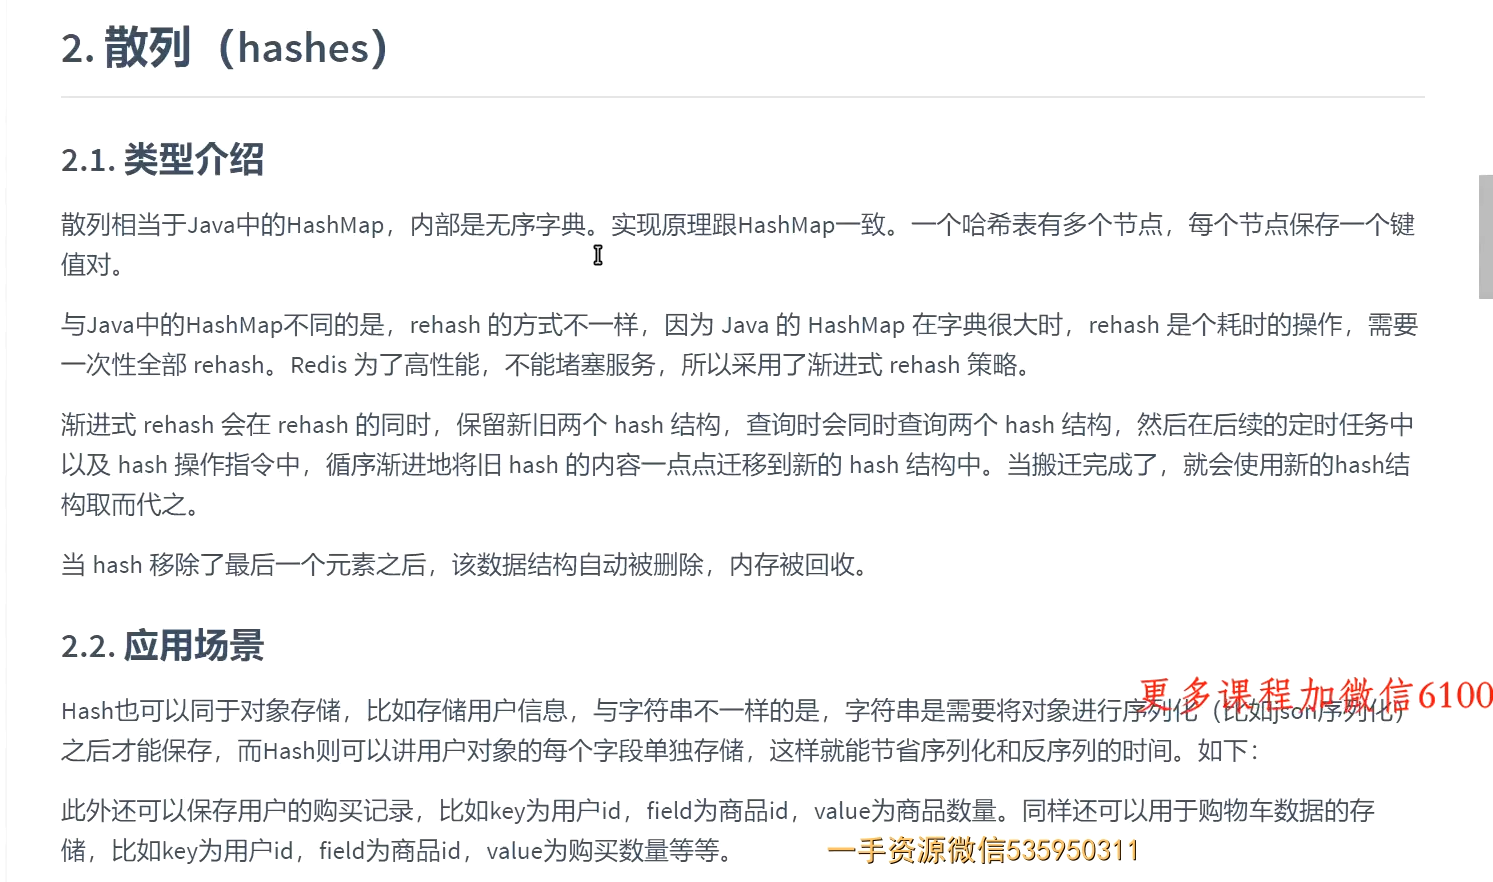 2. 散列（hashes）
2.1. 类型介绍
散列相当于Java中的HashMap，内部是无序字典。实现原理跟HashMap一致。一个哈希表有多个节点，每个节点保存一个键
值对。
与Java中的HashMap不同的是，rehash 的方式不一样，因为 Java 的 HashMap 在字典很大时，rehash 是个耗时的操作，需要
一次性全部 rehash。Redis 为了高性能，不能堵塞服务，所以采用了渐进式 rehash 策略。
渐进式 rehash 会在 rehash 的同时，保留新旧两个 hash 结构，查询时会同时查询两个 hash 结构，然后在后续的定时任务中
以及 hash 操作指令中，循序渐进地将旧 hash 的内容一点点迁移到新的 hash 结构中。当搬迁完成了，就会使用新的hash结
构取而代之。
当 hash 移除了最后一个元素之后，该数据结构自动被删除，内存被回收。
2.2. 应用场景
更多课程加微信6100
Hash也可以同于对象存储，比如存储用户信息，与字符串不一样的是，字符串是需要将对象进行序列化（比如json序列化）
之后才能保存，而Hash则可以讲用户对象的每个字段单独存储，这样就能节省序列化和反序列的时间。如下：
此外还可以保存用户的购买记录，比如key为用户id，field为商品id，value为商品数量。同样还可以用于购物车数据的存
储，比如key为用户id，field为商品id，value为购买数量等等。
一手资源微信535950311